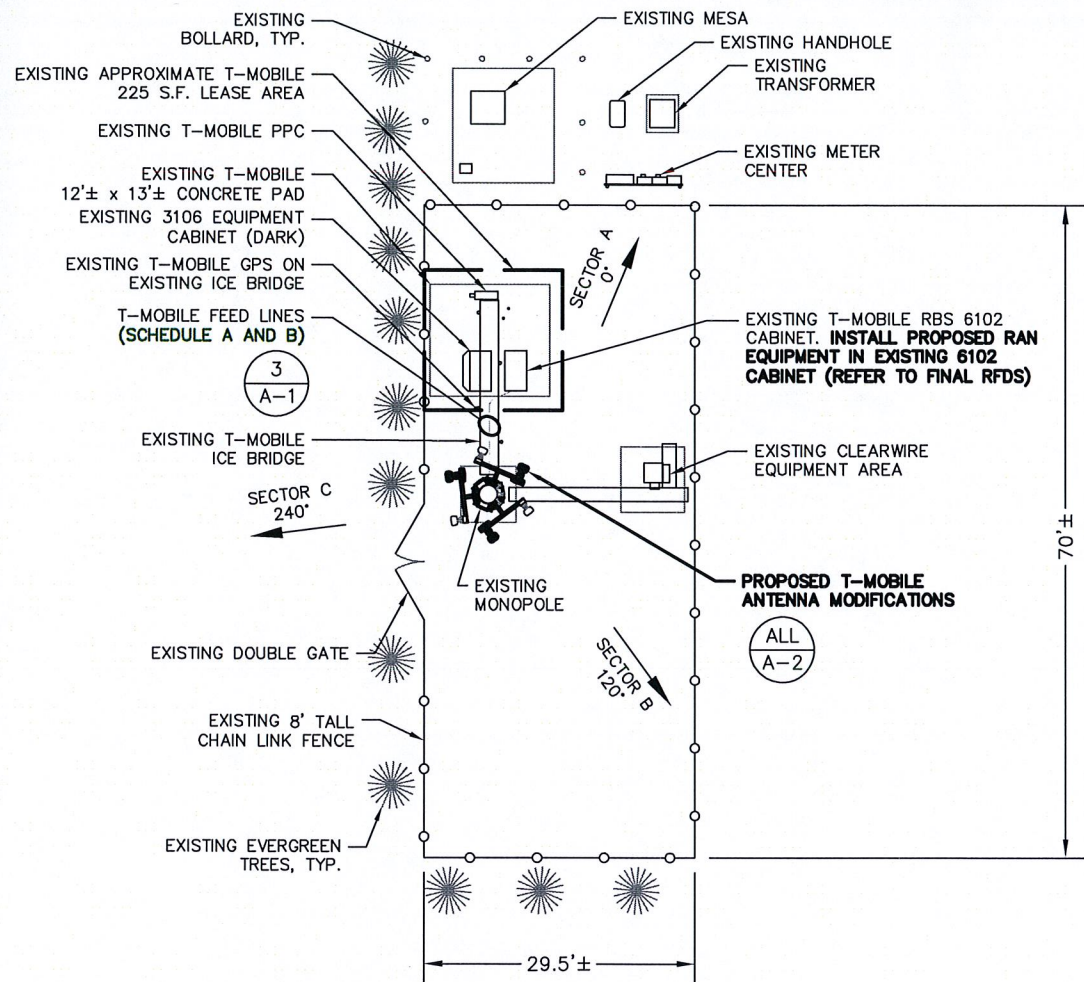 EXISTING
BOLLARD, TYP.
EXISTING APPROXIMATE T-MOBILE
225 S.F. LEASE AREA
EXISTING T-MOBILE PPC
EXISTING T-MOBILE
12'± x 13'± CONCRETE PAD
EXISTING 3106 EQUIPMENT
CABINET (DARK)
EXISTING T-MOBILE GPS ON
EXISTING ICE BRIDGE
T-MOBILE FEED LINES
(SCHEDULE A AND B)
3
A-1
EXISTING T-MOBILE
ICE BRIDGE
SECTOR C
240°
EXISTING DOUBLE GATE
EXISTING 8' TALL
CHAIN LINK FENCE
EXISTING EVERGREEN
TREES, TYP.
EXISTING MESA
EXISTING HANDHOLE
EXISTING
TRANSFORMER
EXISTING METER
CENTER
SECTOR A
0°
EXISTING T-MOBILE RBS 6102
CABINET. INSTALL PROPOSED RAN
EQUIPMENT IN EXISTING 6102
CABINET (REFER TO FINAL RFDS)
EXISTING CLEARWIRE
EQUIPMENT AREA
EXISTING
MONOPOLE
PROPOSED T-MOBILE
ANTENNA MODIFICATIONS
ALL
A-2
SECTOR B
120°
70'±
29.5'±